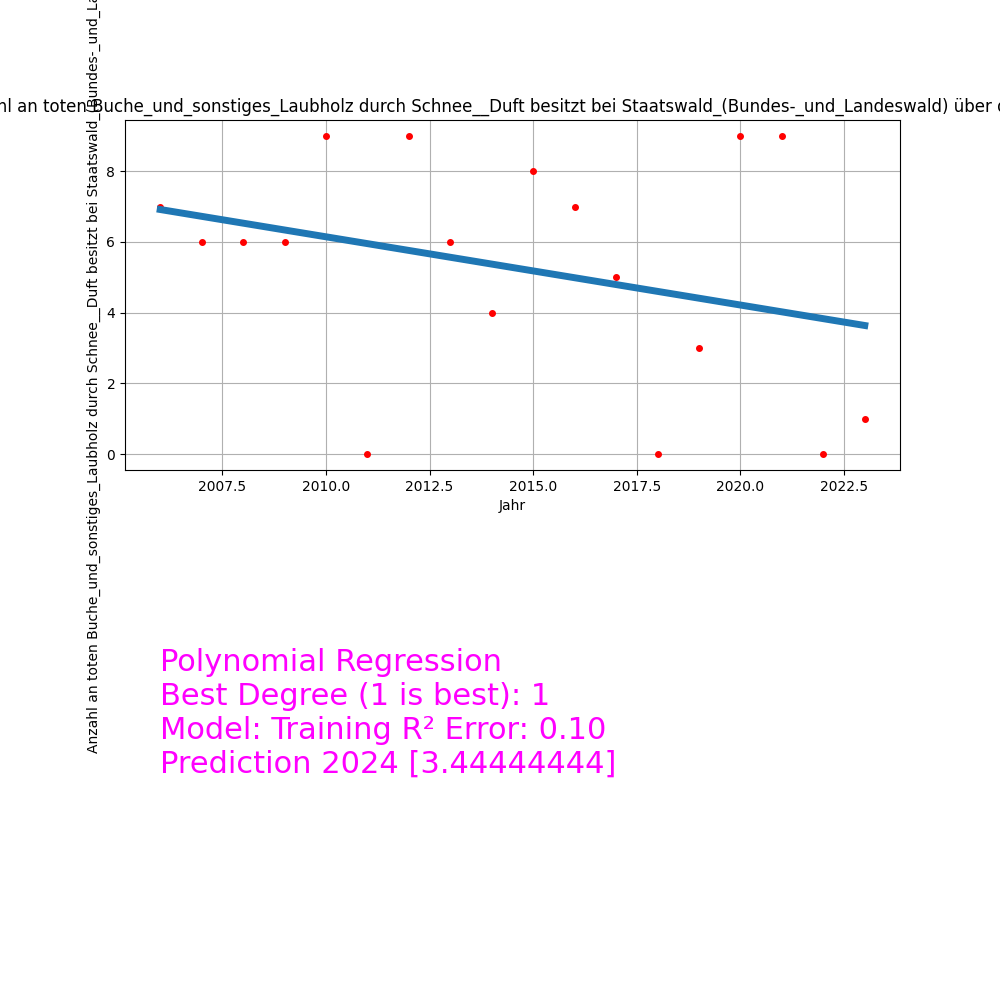 an toten Buche_und_sonstiges_Laubholz durch Schnee__Duft besitzt bei Staatswald_(Bundes-_und_Landeswald) über
Anzahl an toten Buche_und_sonstiges_Laubholz durch Schnee__Duft besitzt bei Staatswald_(Bundes-_und
8
6
4
2
0
2007.5
2010.0
2012.5
2015.0
2017.5
2020.0
2022.5
Jahr
Polynomial Regression
Best Degree (1 is best): 1
Model: Training R² Error: 0.10
Prediction 2024 [3.44444444]